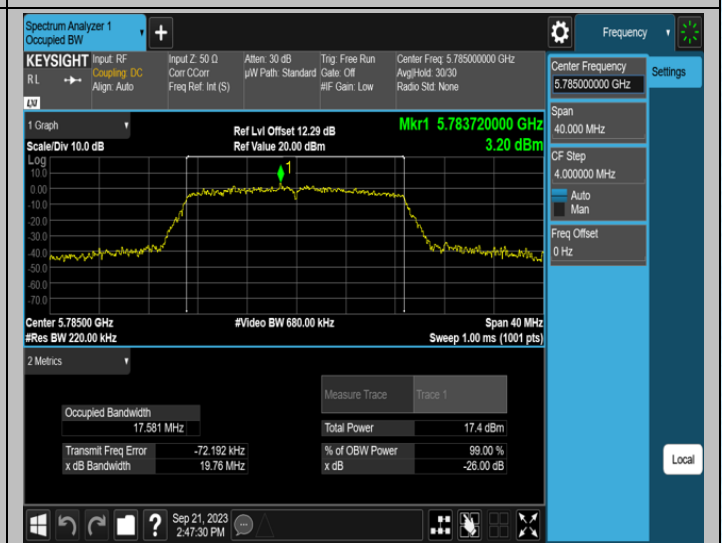 Spectrum Analyzer 1
Occupied BW
+
Frequency
KEYSIGHT
R L
LXI
Input: RF
Coupling: DC
Align: Auto
Input Z: 50 Ω
Corr CCorr
Freq Ref: Int (S)
Atten: 30 dB
µW Path: Standard
Trig: Free Run
Gate: Off
#IF Gain: Low
Center Freq: 5.785000000 GHz
Avg|Hold: 30/30
Radio Std: None
Center Frequency
5.785000000 GHz
Settings
Span
40.000 MHz
CF Step
4.000000 MHz
Auto
Man
Freq Offset
0 Hz
1 Graph
Scale/Div 10.0 dB
Ref Lvl Offset 12.29 dB
Ref Value 20.00 dBm
Mkr1 5.783720000 GHz
3.20 dBm
Log
10.0
0.00
-10.0
-20.0
-30.0
-40.0
-50.0
-60.0
-70.0
1
Center 5.78500 GHz
#Res BW 220.00 kHz
#Video BW 680.00 kHz
Span 40 MHz
Sweep 1.00 ms (1001 pts)
2 Metrics
Measure Trace
Trace 1
Occupied Bandwidth
17.581 MHz
Total Power
17.4 dBm
Transmit Freq Error
-72.192 kHz
% of OBW Power
99.00 %
x dB Bandwidth
19.76 MHz
x dB
-26.00 dB
Local
?
Sep 21, 2023
2:47:30 PM